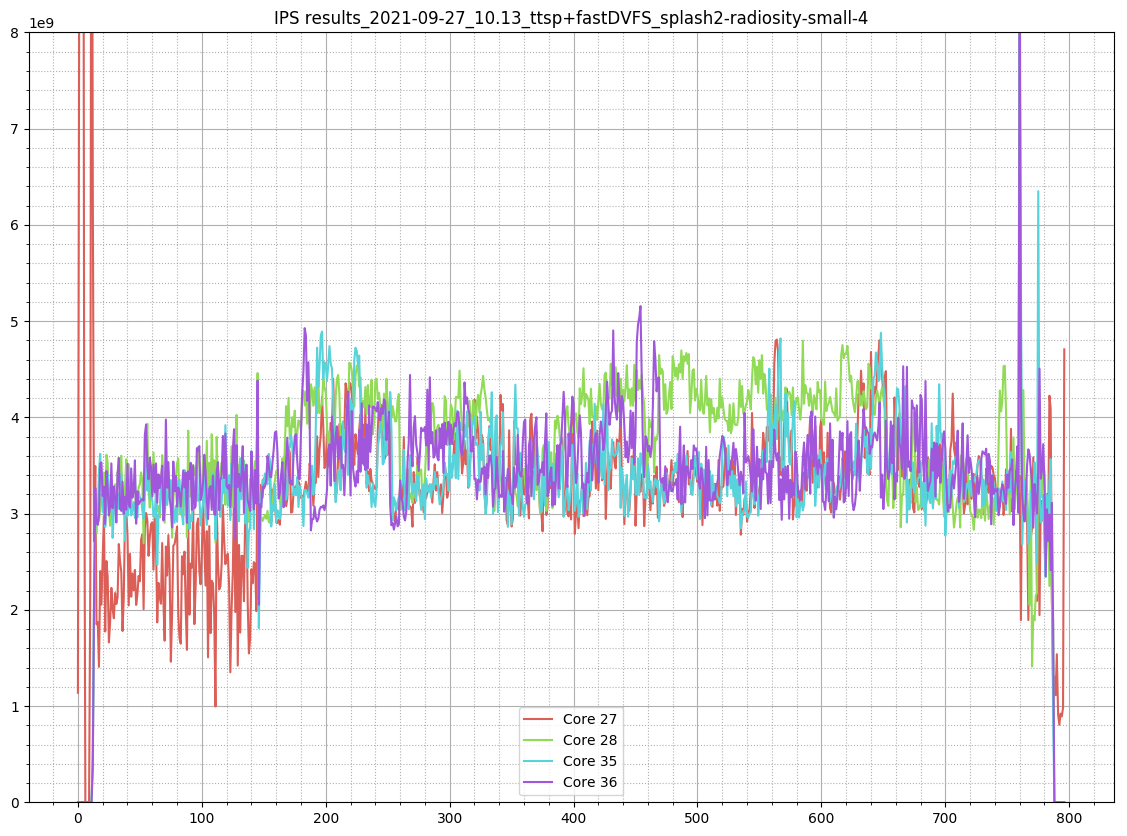 IPS results_2021-09-27_10.13_ttsp+fastDVFS_splash2-radiosity-small-4
1e9
8
7
6
5
4
3
2
1
0
Core 27
Core 28
Core 35
Core 36
0 100 200 300 400 500 600 700 800